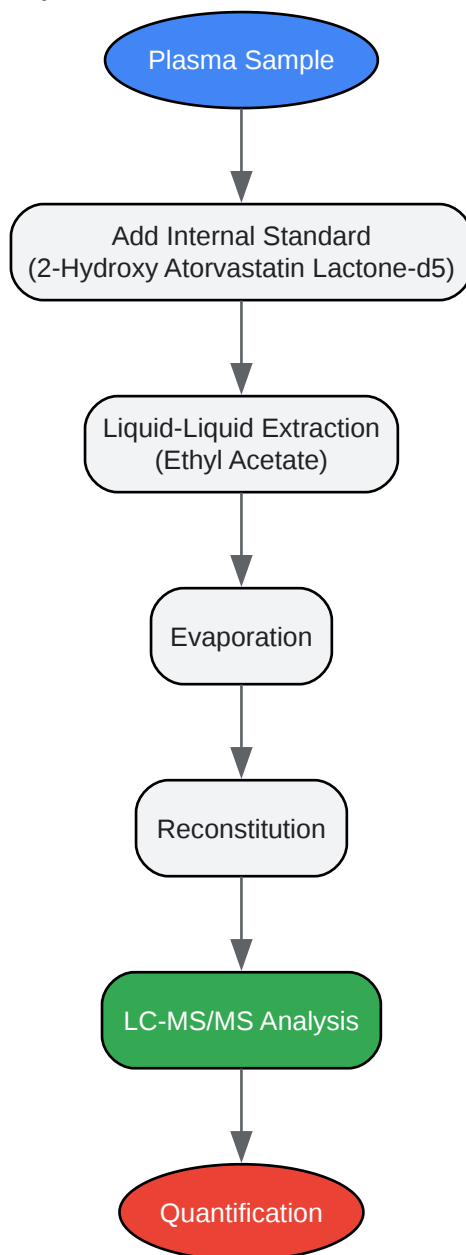 Plasma Sample
Add Internal Standard
(2-Hydroxy Atorvastatin Lactone-d5)
Liquid-Liquid Extraction
(Ethyl Acetate)
Evaporation
Reconstitution
LC-MS/MS Analysis
Quantification